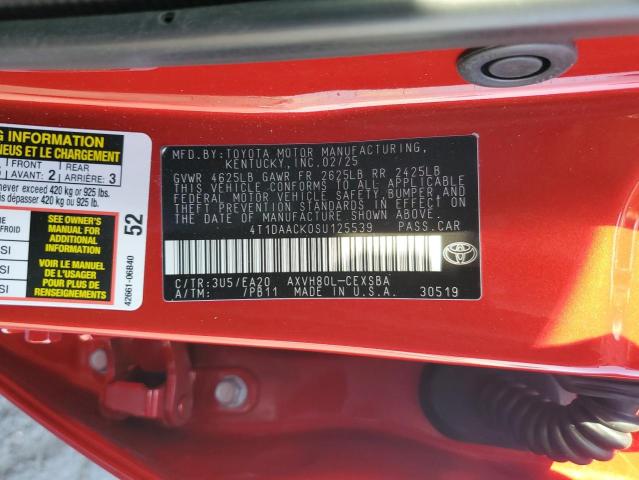 G INFORMATION
EN ET CHARGEMENT
FRONT
REAR
AVANT: 2
ARRIÈRE: 3
never exceed 420 kg or 925 lbs.
s dépasser 420 kg ou 925 lb.
SEE OWNER'S
MANUAL FOR
ADDITIONAL
INFORMATION
VOIR LE MANUEL
DE L'USAGER
POUR PLUS DE
RENSEIGNEMENTS
52
42661-06B40
MFD.BY:TOYOTA MOTOR MANUFACTURING,
KENTUCKY,INC.02/25
GVWR 4625LB GAWR FR 2625LB RR 2425LB
THIS VEHICLE CONFORMS TO ALL APPLICABLE
FEDERAL MOTOR VEHICLE SAFETY,BUMPER AND
THEFT PREVENTION STANDARDS IN EFFECT
ON THE DATE OF MANUFACTURE SHOWN ABOVE.
4T1DAACK0SU125539 PASS.CAR
C/TR:3U5/EA20 AXVH80L-CEXSBA
A/TM: /PB11 MADE IN U.S.A. 30519
TOYOTA